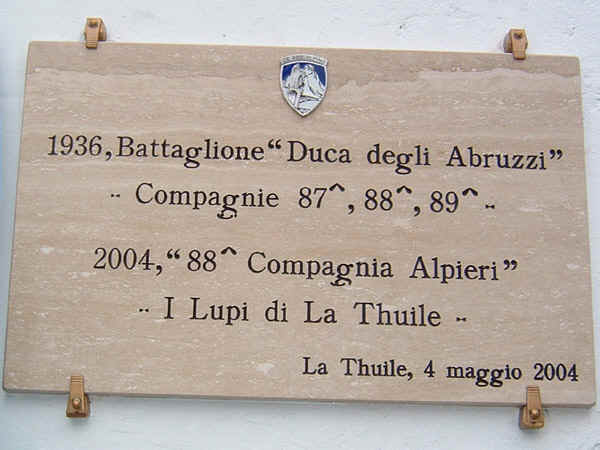 1936, Battaglione “Duca degli Abruzzi”
-- Compagnie 87^, 88^, 89^ --
2004, “88^ Compagnia Alpieri”
-- I Lupi di La Thuile --
La Thuile, 4 maggio 2004